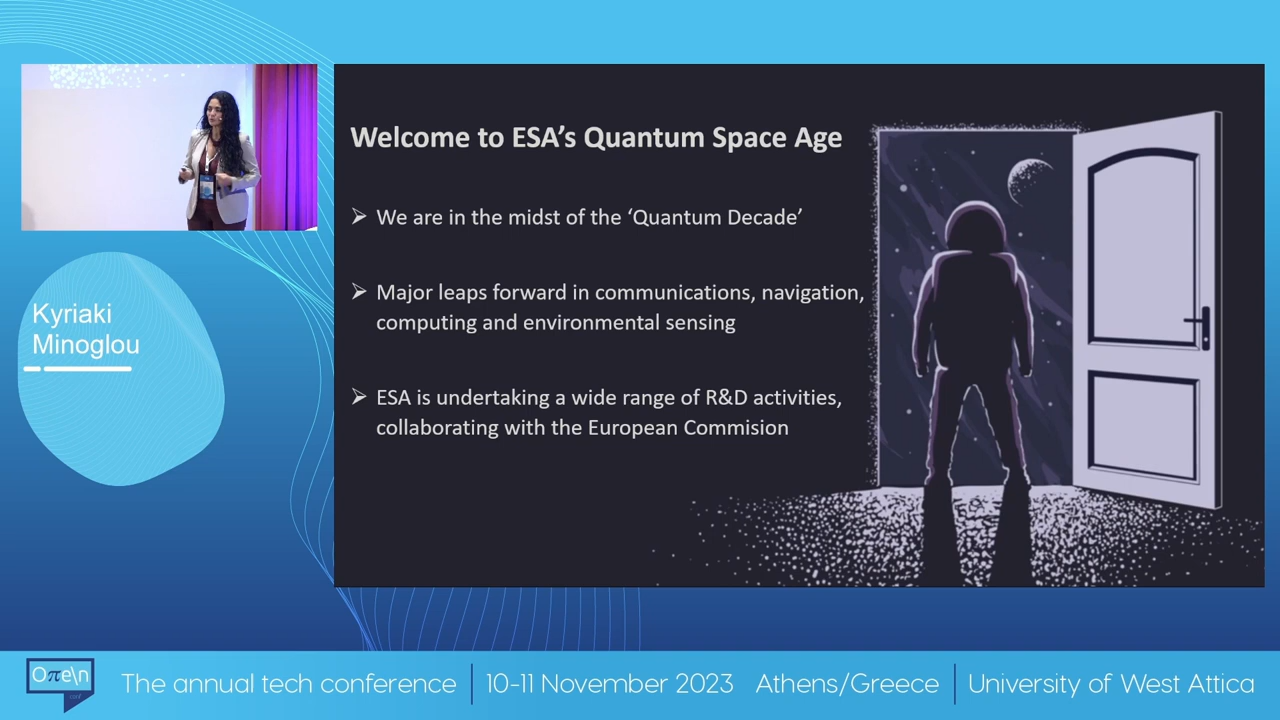 Welcome to ESA's Quantum Space Age
➢ We are in the midst of the 'Quantum Decade'
➢ Major leaps forward in communications, navigation,
computing and environmental sensing
➢ ESA is undertaking a wide range of R&D activities,
collaborating with the European Commision
Kyriaki
Minoglou
Oπe\n
conf
The annual tech conference | 10-11 November 2023 Athens/Greece | University of West Attica